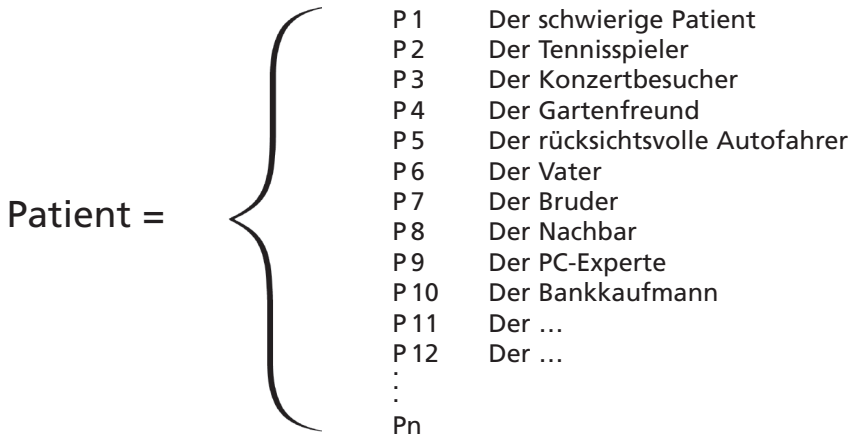 P 1 Der schwierige Patient
P 2 Der Tennisspieler
P 3 Der Konzertbesucher
P 4 Der Gartenfreund
P 5 Der rücksichtsvolle Autofahrer
P 6 Der Vater
Patient =
P 7 Der Bruder
P 8 Der Nachbar
P 9 Der PC-Experte
P 10 Der Bankkaufmann
P 11 Der …
P 12 Der …
.
.
.
Pn